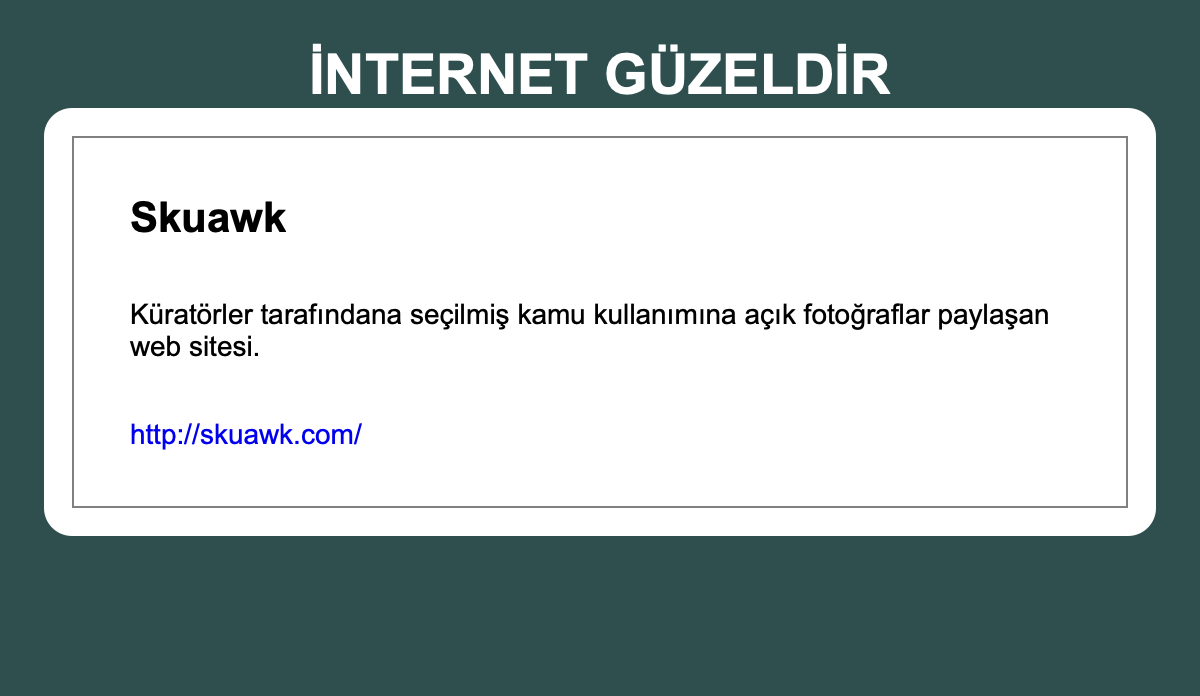 İNTERNET GÜZELDİR
Skuawk
Küratörler tarafındana seçilmiş kamu kullanımına açık fotoğraflar paylaşan
web sitesi.
http://skuawk.com/